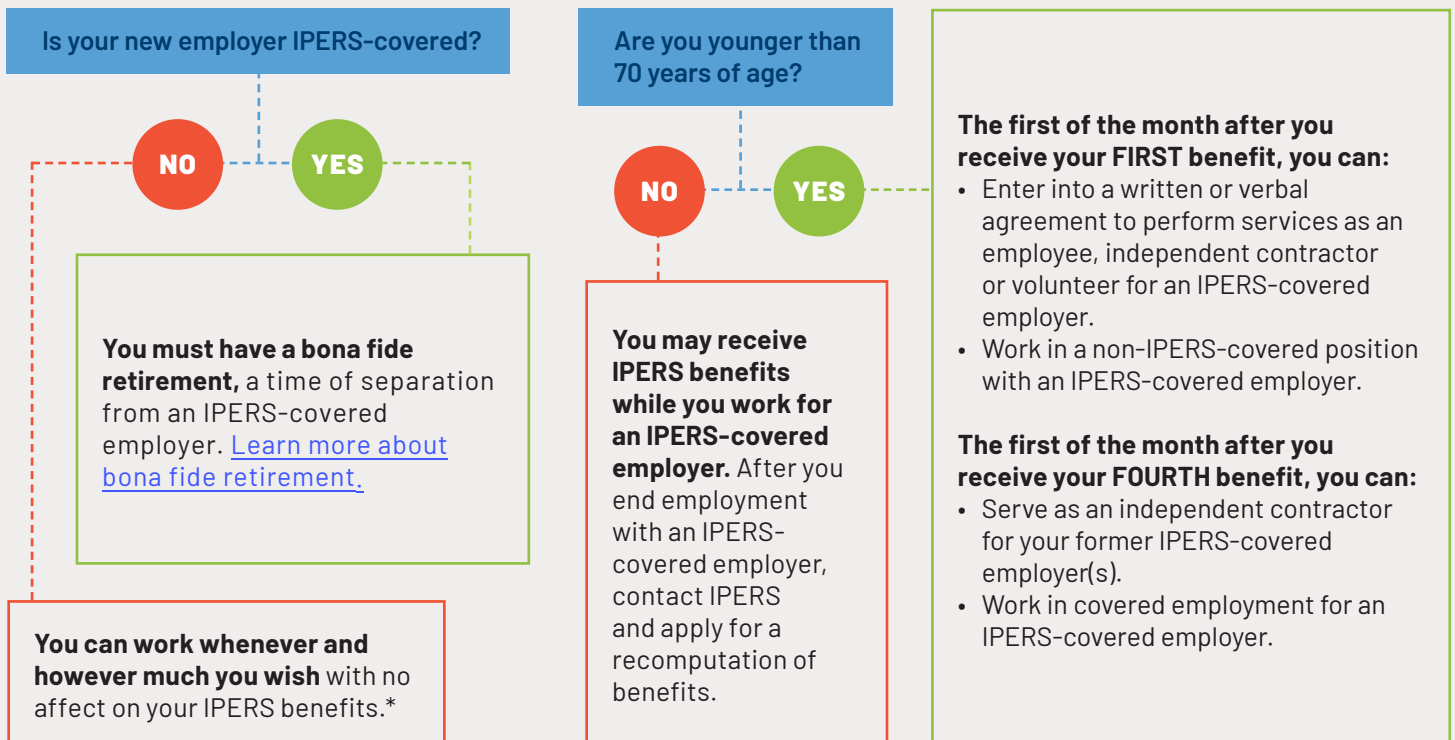 Is your new employer IPERS-covered?
NO
YES
You must have a bona fide
retirement, a time of separation
from an IPERS-covered
employer. Learn more about
bona fide retirement.
You can work whenever and
however much you wish with no
affect on your IPERS benefits.*
Are you younger than
70 years of age?
NO
YES
You may receive
IPERS benefits
while you work for
an IPERS-covered
employer. After you
end employment
with an IPERS-
covered employer,
contact IPERS
and apply for a
recomputation of
benefits.
The first of the month after you
receive your FIRST benefit, you can:
• Enter into a written or verbal
agreement to perform services as an
employee, independent contractor
or volunteer for an IPERS-covered
employer.
• Work in a non-IPERS-covered position
with an IPERS-covered employer.
The first of the month after you
receive your FOURTH benefit, you can:
• Serve as an independent contractor
for your former IPERS-covered
employer(s).
• Work in covered employment for an
IPERS-covered employer.